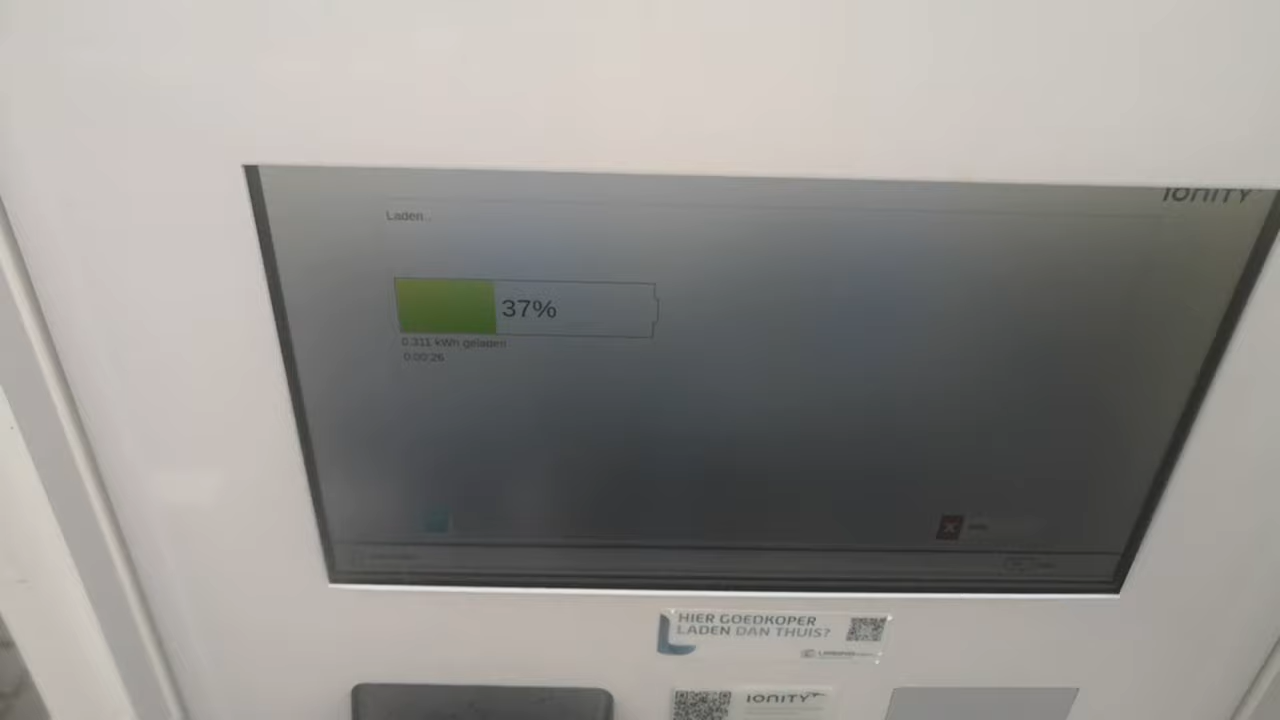 IONITY
Laden...
37%
0.311 kWh geladen
0:00:26
HIER GOEDKOPER
LADEN DAN THUIS?
IONITY